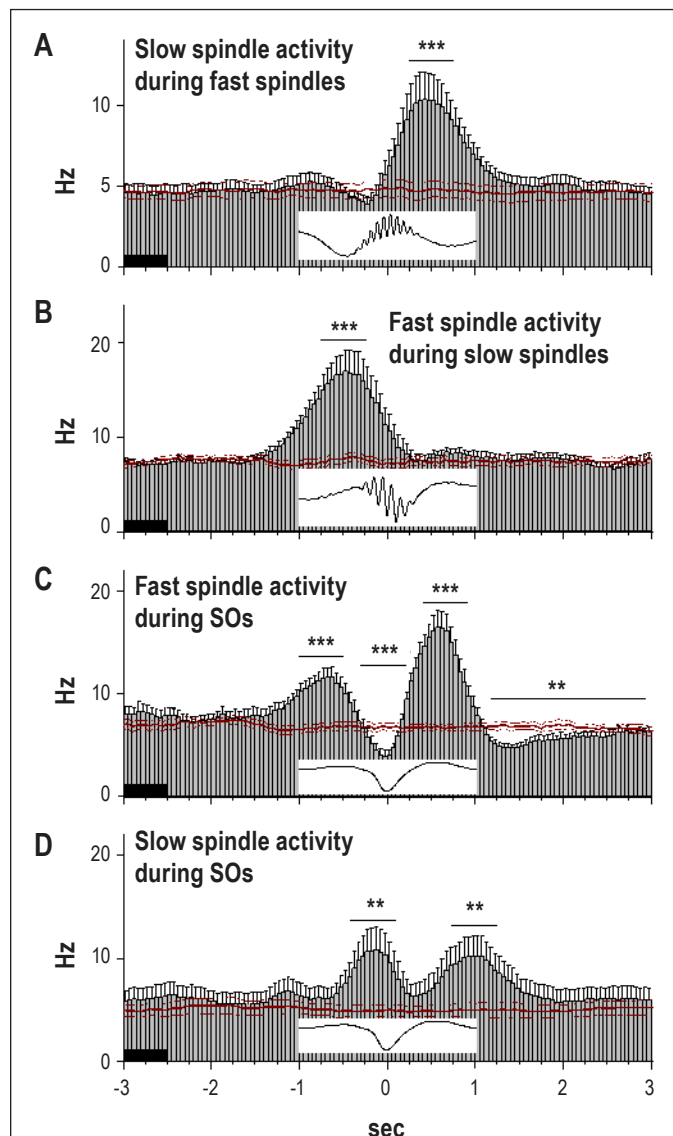 A
Slow spindle activity
during fast spindles
***
10
5
0
Hz
B
Fast spindle activity
during slow spindles
***
20
10
0
Hz
C
Fast spindle activity
during SOs
***
***
***
**
20
10
0
Hz
D
Slow spindle activity
during SOs
**
**
20
10
0
Hz
-3 -2 -1 0 1 2 3
sec